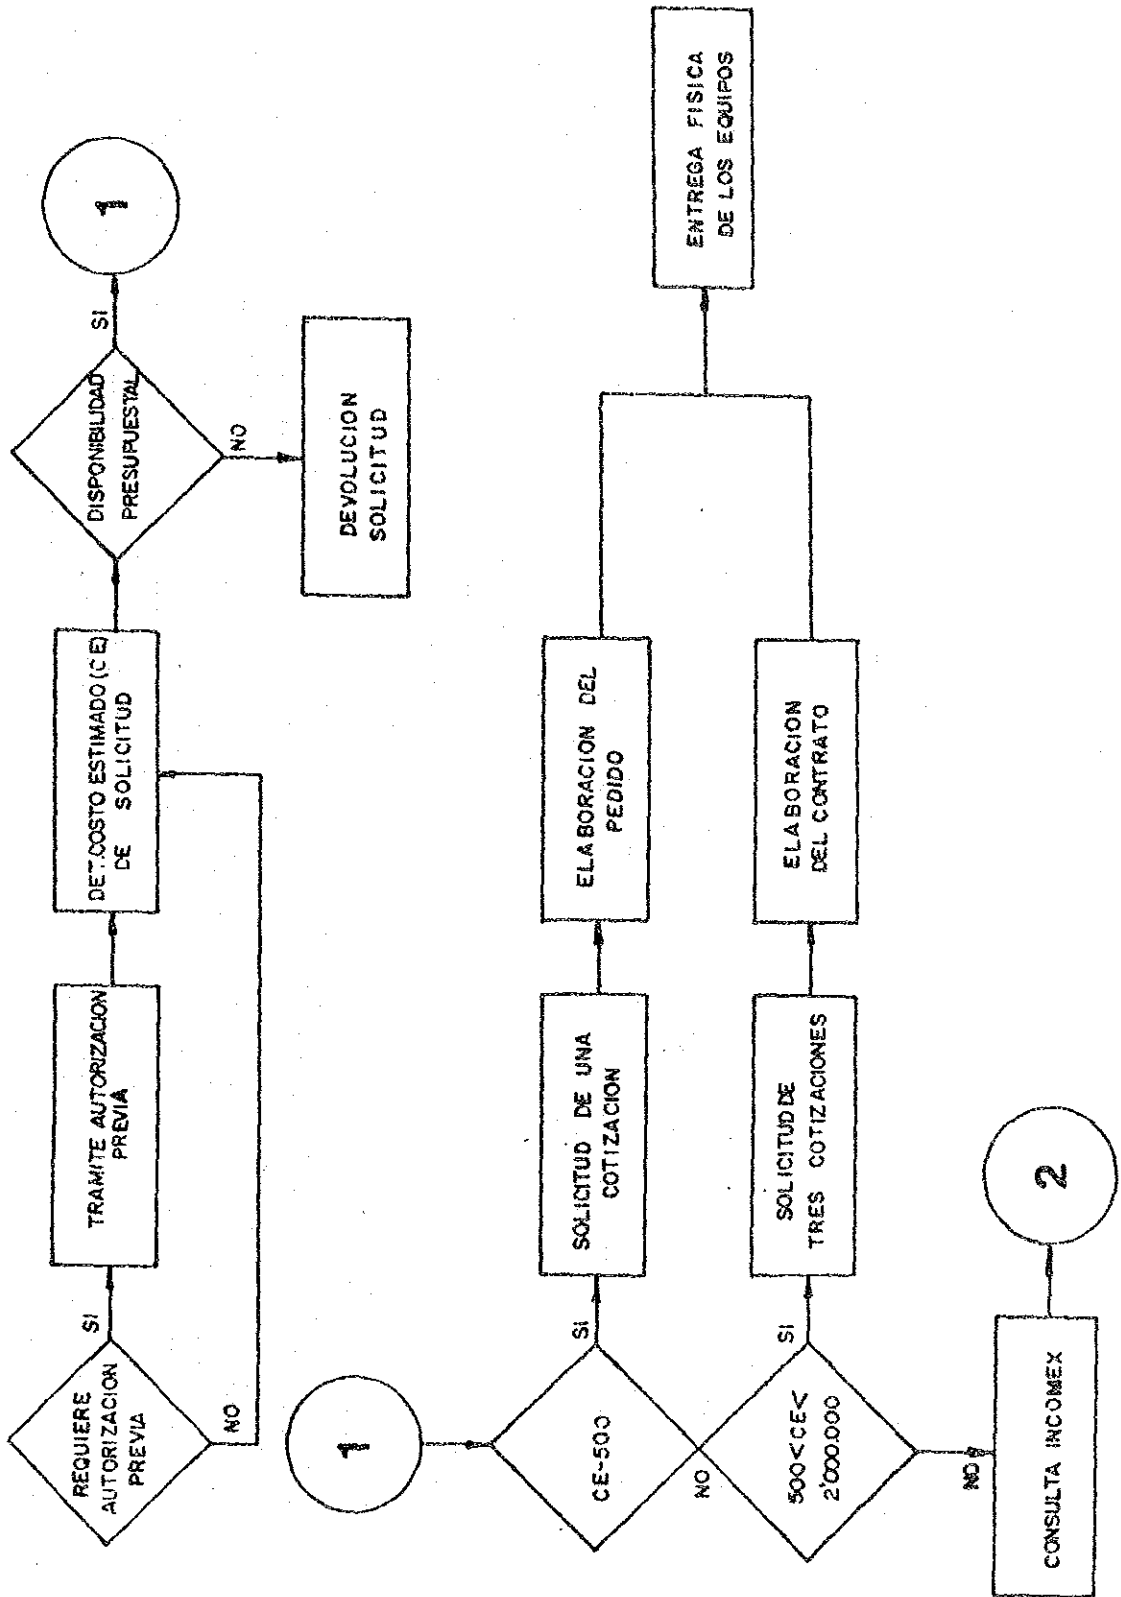 REQUIERE
AUTORIZACION
PREVIA
SI
NO
TRAMITE AUTORIZACION
PREVIA
DET.COSTO ESTIMADO (CE)
DE SOLICITUD
DISPONIBILIDAD
PRESUPUESTAL
SI
1
NO
DEVOLUCION
SOLICITUD
1
CE-500
SI
NO
SOLICITUD DE UNA
COTIZACION
ELABORACION DEL
PEDIDO
500<CE<
2'000.000
SI
NO
SOLICITUD DE
TRES COTIZACIONES
ELABORACION
DEL CONTRATO
ENTREGA FISICA
DE LOS EQUIPOS
CONSULTA INCOMEX
2